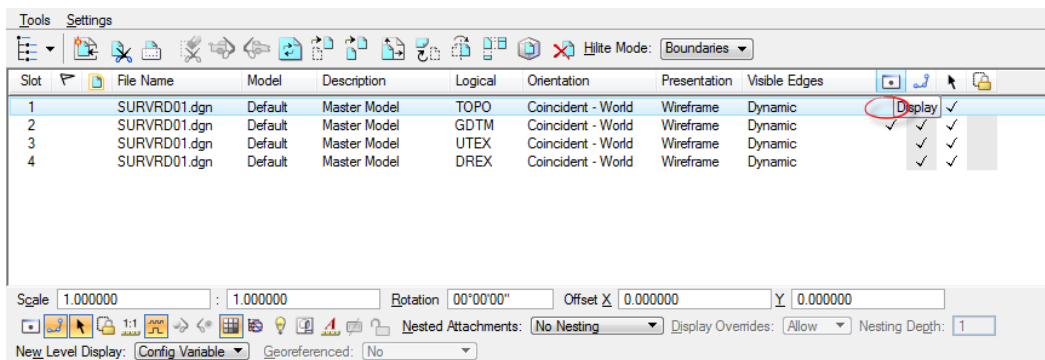 Tools Settings
Hilite Mode: Boundaries
Slot File Name Model Description Logical Orientation Presentation Visible Edges
1 SURVRD01.dgn Default Master Model TOPO Coincident - World Wireframe Dynamic Display
2 SURVRD01.dgn Default Master Model GDTM Coincident - World Wireframe Dynamic
3 SURVRD01.dgn Default Master Model UTEX Coincident - World Wireframe Dynamic
4 SURVRD01.dgn Default Master Model DREX Coincident - World Wireframe Dynamic
Scale 1.000000 : 1.000000 Rotation 00°00'00" Offset X 0.000000 Y 0.000000
1:1 Nested Attachments: No Nesting Display Overrides: Allow Nesting Depth: 1
New Level Display: Config Variable Georeferenced: No